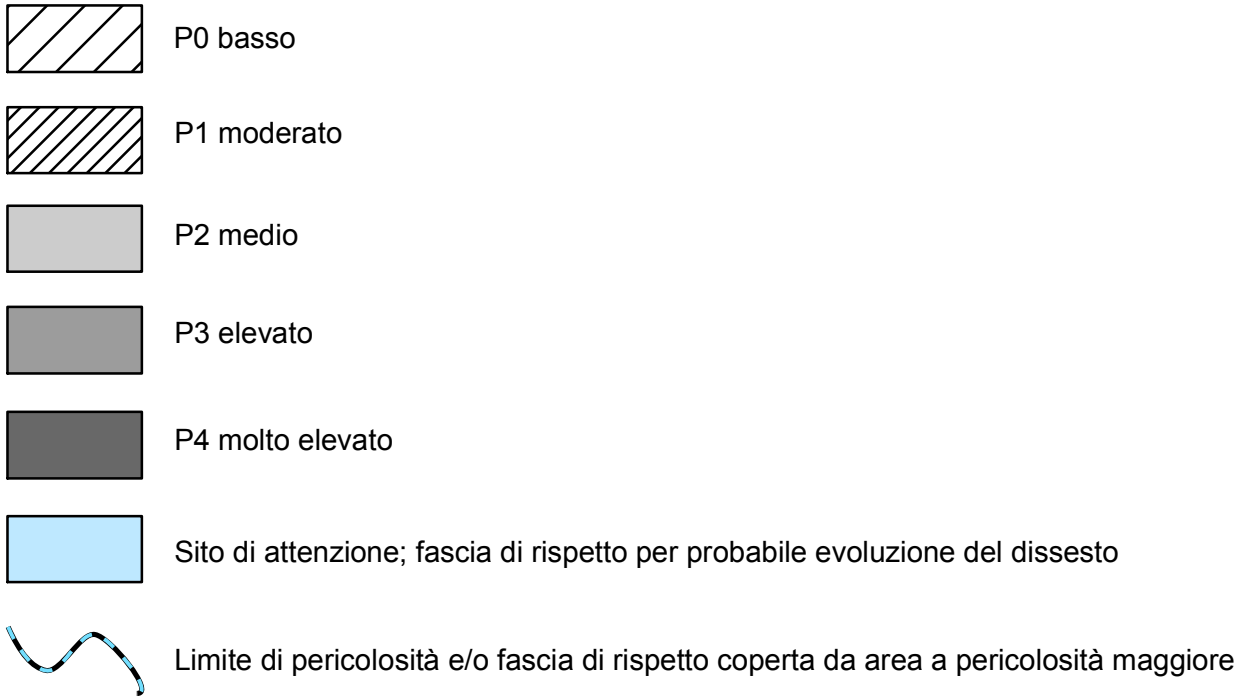 P0 basso
P1 moderato
P2 medio
P3 elevato
P4 molto elevato
Sito di attenzione; fascia di rispetto per probabile evoluzione del dissesto
Limite di pericolosità e/o fascia di rispetto coperta da area a pericolosità maggiore